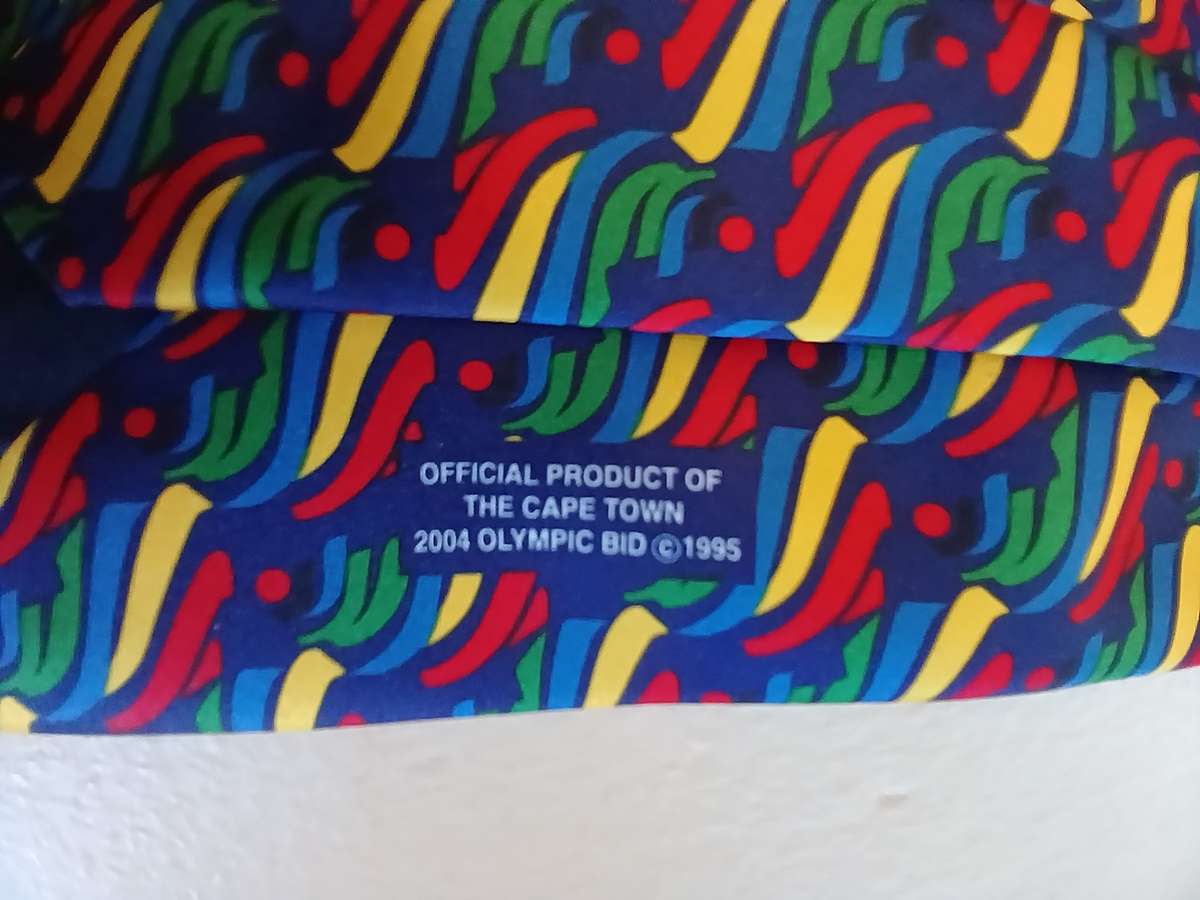 OFFICIAL PRODUCT OF
THE CAPE TOWN
2004 OLYMPIC BID ©1995